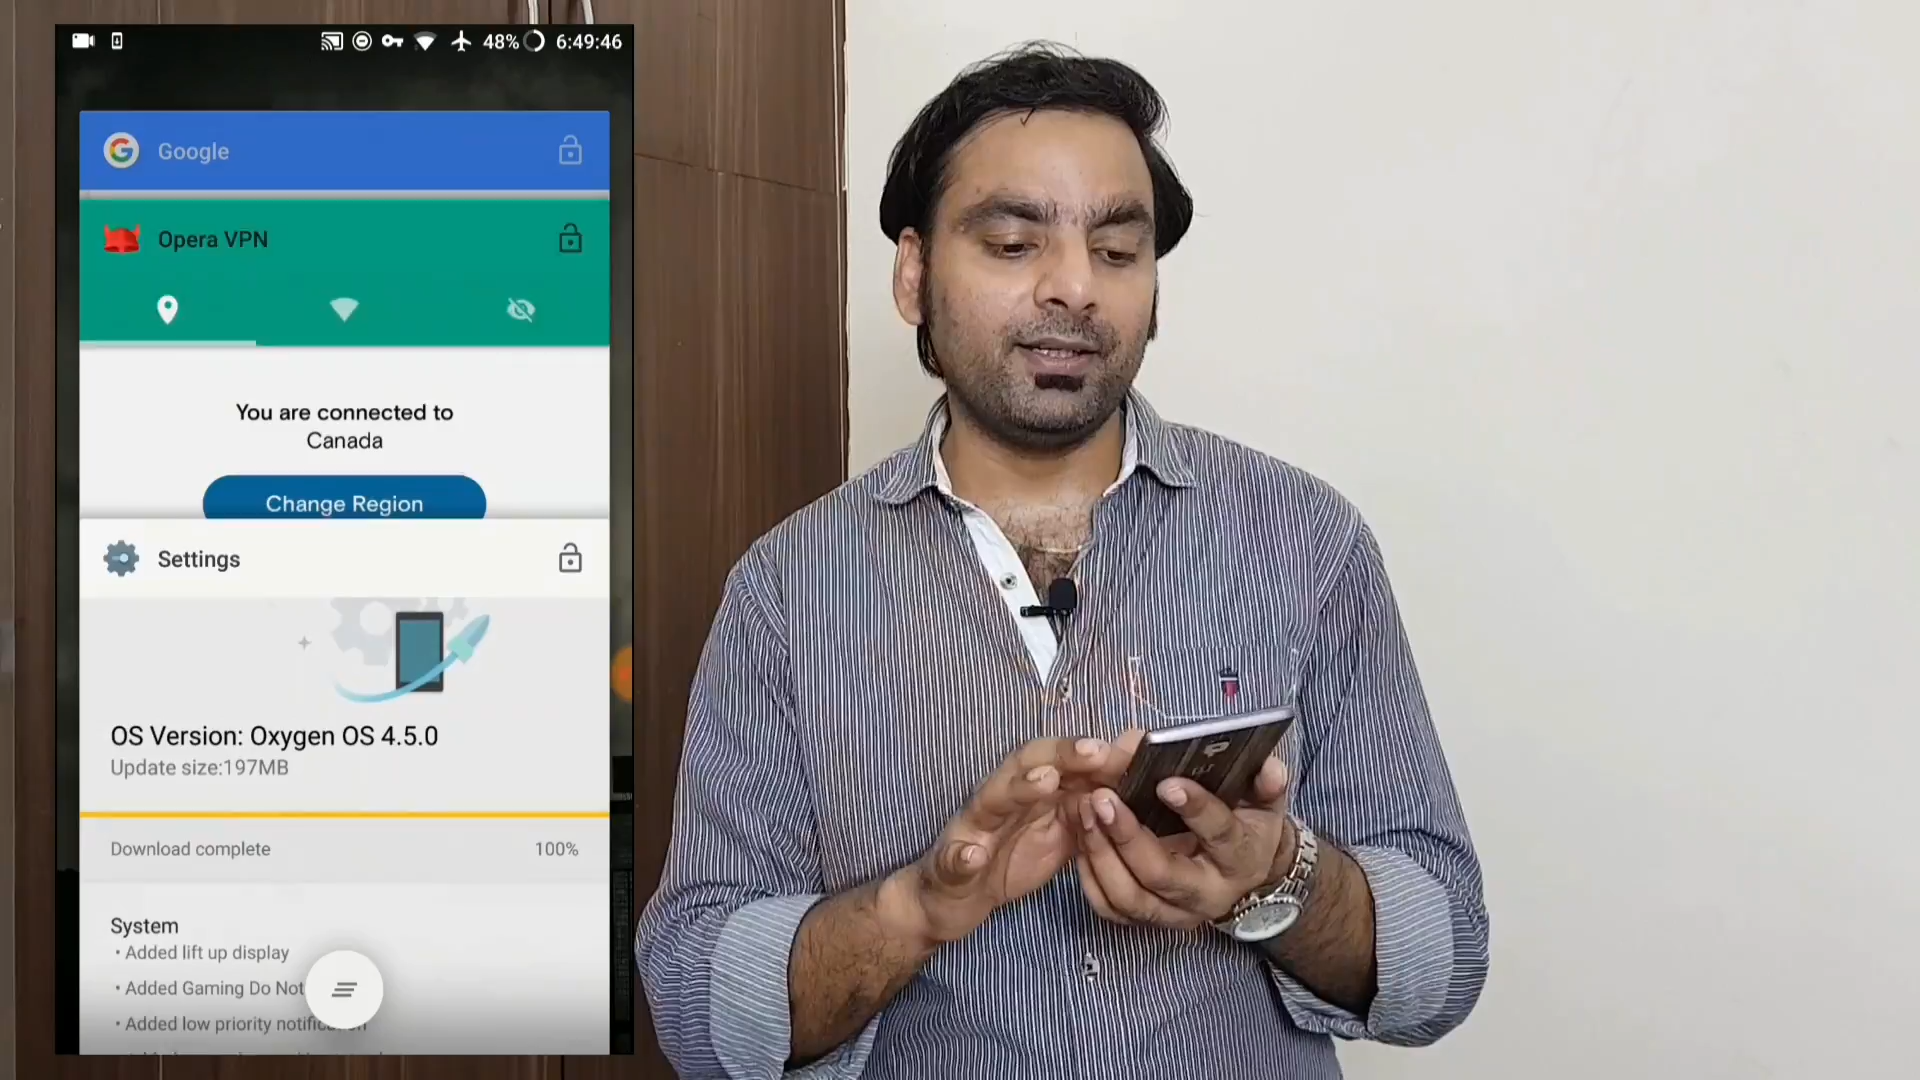 48% 6:49:46
Google
Opera VPN
You are connected to
Canada
Change Region
Settings
OS Version: Oxygen OS 4.5.0
Update size:197MB
Download complete 100%
System
• Added lift up display
• Added Gaming Do Not
• Added low priority